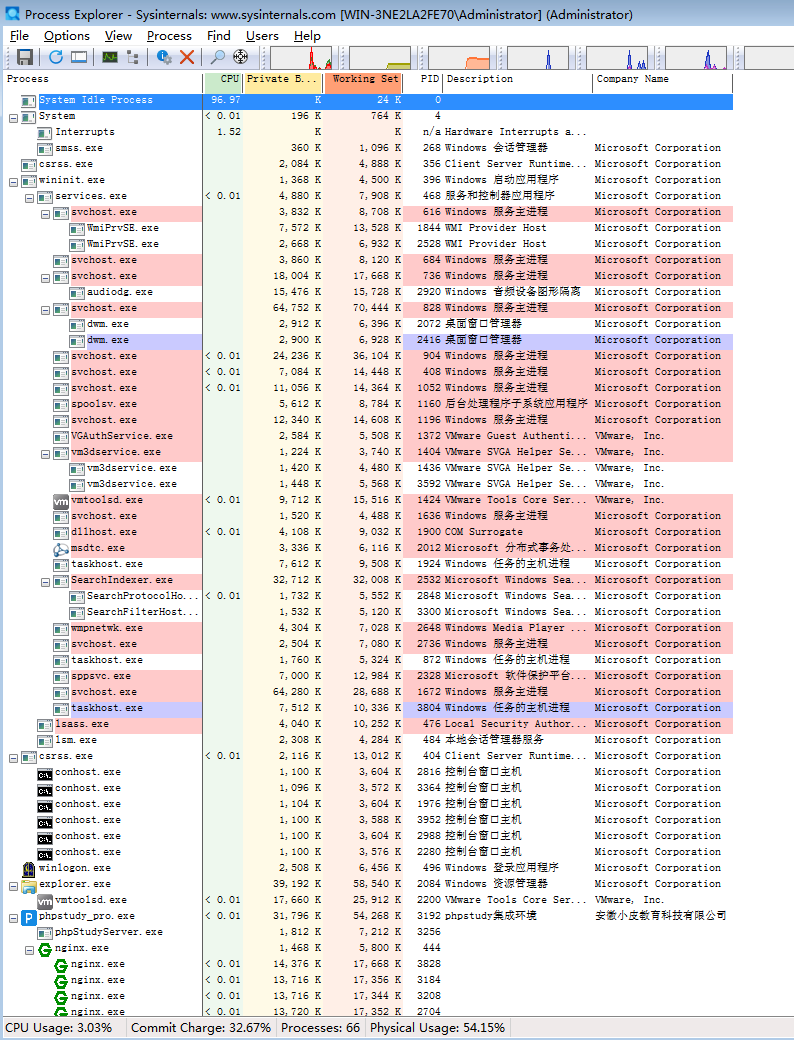 Process Explorer - Sysinternals: www.sysinternals.com [WIN-3NE2LA2FE70\Administrator] (Administrator)
File Options View Process Find Users Help
Process CPU Private B... Working Set PID Description Company Name
System Idle Process 96.97 K 24 K 0
System < 0.01 196 K 764 K 4
Interrupts 1.52 K K n/a Hardware Interrupts a...
smss.exe 360 K 1,096 K 268 Windows 会话管理器 Microsoft Corporation
csrss.exe 2,084 K 4,888 K 356 Client Server Runtime... Microsoft Corporation
wininit.exe 1,368 K 4,500 K 396 Windows 启动应用程序 Microsoft Corporation
services.exe < 0.01 4,880 K 7,908 K 468 服务和控制器应用程序 Microsoft Corporation
svchost.exe 3,832 K 8,708 K 616 Windows 服务主进程 Microsoft Corporation
WmiPrvSE.exe 7,572 K 13,528 K 1844 WMI Provider Host Microsoft Corporation
WmiPrvSE.exe 2,668 K 6,932 K 2528 WMI Provider Host Microsoft Corporation
svchost.exe 3,860 K 8,120 K 684 Windows 服务主进程 Microsoft Corporation
svchost.exe 18,004 K 17,668 K 736 Windows 服务主进程 Microsoft Corporation
audiodg.exe 15,476 K 15,728 K 2920 Windows 音频设备图形隔离 Microsoft Corporation
svchost.exe 64,752 K 70,444 K 828 Windows 服务主进程 Microsoft Corporation
dwm.exe 2,912 K 6,396 K 2072 桌面窗口管理器 Microsoft Corporation
dwm.exe 2,900 K 6,928 K 2416 桌面窗口管理器 Microsoft Corporation
svchost.exe < 0.01 24,236 K 36,104 K 904 Windows 服务主进程 Microsoft Corporation
svchost.exe < 0.01 7,084 K 14,448 K 408 Windows 服务主进程 Microsoft Corporation
svchost.exe < 0.01 11,056 K 14,364 K 1052 Windows 服务主进程 Microsoft Corporation
spoolsv.exe 5,612 K 8,784 K 1160 后台处理程序子系统应用程序 Microsoft Corporation
svchost.exe 12,340 K 14,608 K 1196 Windows 服务主进程 Microsoft Corporation
VGAuthService.exe 2,584 K 5,508 K 1372 VMware Guest Authenti... VMware, Inc.
vm3dservice.exe 1,224 K 3,740 K 1404 VMware SVGA Helper Se... VMware, Inc.
vm3dservice.exe 1,420 K 4,480 K 1436 VMware SVGA Helper Se... VMware, Inc.
vm3dservice.exe 1,448 K 5,568 K 3592 VMware SVGA Helper Se... VMware, Inc.
vmtoolsd.exe < 0.01 9,712 K 15,516 K 1424 VMware Tools Core Ser... VMware, Inc.
svchost.exe 1,520 K 4,488 K 1636 Windows 服务主进程 Microsoft Corporation
dllhost.exe < 0.01 4,108 K 9,032 K 1900 COM Surrogate Microsoft Corporation
msdtc.exe 3,336 K 6,116 K 2012 Microsoft 分布式事务处... Microsoft Corporation
taskhost.exe 7,612 K 9,508 K 1924 Windows 任务的主机进程 Microsoft Corporation
SearchIndexer.exe 32,712 K 32,008 K 2532 Microsoft Windows Sea... Microsoft Corporation
SearchProtocolHo... < 0.01 1,732 K 5,552 K 2848 Microsoft Windows Sea... Microsoft Corporation
SearchFilterHost... 1,532 K 5,120 K 3300 Microsoft Windows Sea... Microsoft Corporation
wmpnetwk.exe 4,304 K 7,028 K 2648 Windows Media Player ... Microsoft Corporation
svchost.exe 2,504 K 7,080 K 2736 Windows 服务主进程 Microsoft Corporation
taskhost.exe 1,760 K 5,324 K 872 Windows 任务的主机进程 Microsoft Corporation
sppsvc.exe 7,000 K 12,984 K 2328 Microsoft 软件保护平台... Microsoft Corporation
svchost.exe 64,280 K 28,688 K 1672 Windows 服务主进程 Microsoft Corporation
taskhost.exe 7,512 K 10,336 K 3804 Windows 任务的主机进程 Microsoft Corporation
lsass.exe 4,040 K 10,252 K 476 Local Security Author... Microsoft Corporation
lsm.exe 2,308 K 4,284 K 484 本地会话管理器服务 Microsoft Corporation
csrss.exe < 0.01 2,116 K 13,012 K 404 Client Server Runtime... Microsoft Corporation
conhost.exe 1,100 K 3,604 K 2816 控制台窗口主机 Microsoft Corporation
conhost.exe 1,096 K 3,572 K 3364 控制台窗口主机 Microsoft Corporation
conhost.exe 1,104 K 3,604 K 1976 控制台窗口主机 Microsoft Corporation
conhost.exe 1,100 K 3,588 K 3952 控制台窗口主机 Microsoft Corporation
conhost.exe 1,100 K 3,604 K 2988 控制台窗口主机 Microsoft Corporation
conhost.exe 1,100 K 3,576 K 2280 控制台窗口主机 Microsoft Corporation
winlogon.exe 2,508 K 6,456 K 496 Windows 登录应用程序 Microsoft Corporation
explorer.exe 39,192 K 58,540 K 2084 Windows 资源管理器 Microsoft Corporation
vmtoolsd.exe < 0.01 17,660 K 25,912 K 2200 VMware Tools Core Ser... VMware, Inc.
phpstudy_pro.exe < 0.01 31,796 K 54,268 K 3192 phpstudy集成环境 安徽小皮教育科技有限公司
phpStudyServer.exe 1,812 K 7,212 K 3256
nginx.exe 1,468 K 5,800 K 444
nginx.exe < 0.01 14,376 K 17,668 K 3828
nginx.exe < 0.01 13,716 K 17,356 K 3184
nginx.exe < 0.01 13,716 K 17,344 K 3208
nginx.exe < 0.01 13,720 K 17,352 K 2704
CPU Usage: 3.03% Commit Charge: 32.67% Processes: 66 Physical Usage: 54.15%